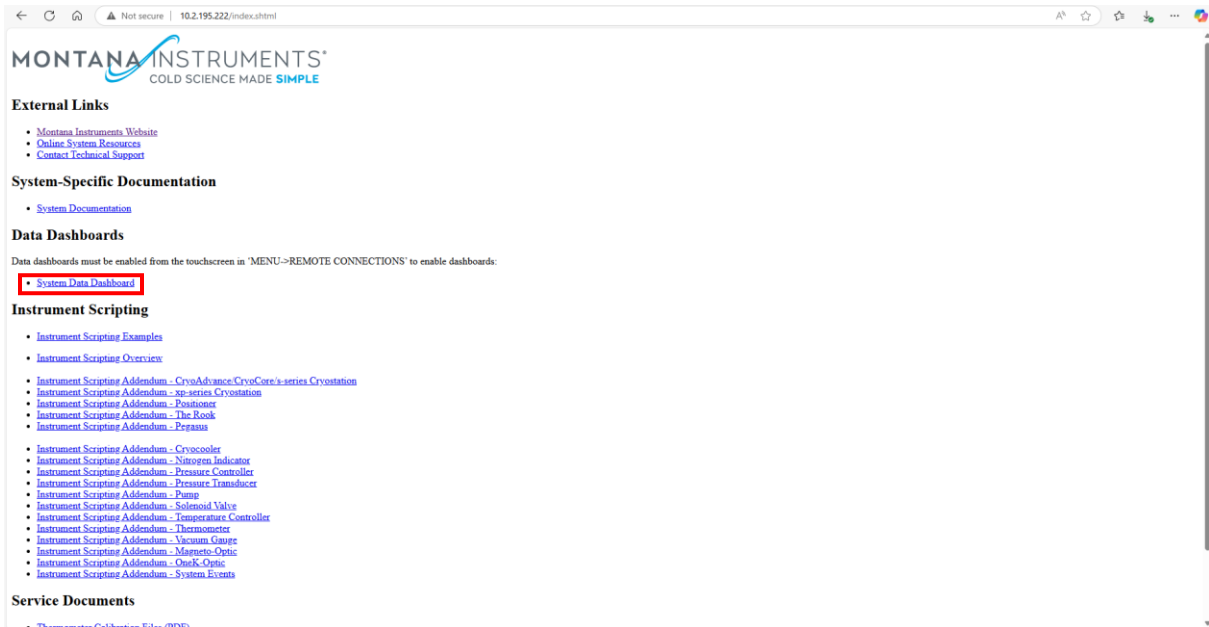 Not secure | 10.2.195.222/index.shtml
MONTANA INSTRUMENTS®
COLD SCIENCE MADE SIMPLE
External Links
Montana Instruments Website
Online System Resources
Contact Technical Support
System-Specific Documentation
System Documentation
Data Dashboards
Data dashboards must be enabled from the touchscreen in 'MENU->REMOTE CONNECTIONS' to enable dashboards:
System Data Dashboard
Instrument Scripting
Instrument Scripting Examples
Instrument Scripting Overview
Instrument Scripting Addendum - CryoAdvance/CryoCore/s-series Cryostation
Instrument Scripting Addendum - xp-series Cryostation
Instrument Scripting Addendum - Positioner
Instrument Scripting Addendum - The Rook
Instrument Scripting Addendum - Pegasus
Instrument Scripting Addendum - Cryocooler
Instrument Scripting Addendum - Nitrogen Indicator
Instrument Scripting Addendum - Pressure Controller
Instrument Scripting Addendum - Pressure Transducer
Instrument Scripting Addendum - Pump
Instrument Scripting Addendum - Solenoid Valve
Instrument Scripting Addendum - Temperature Controller
Instrument Scripting Addendum - Thermometer
Instrument Scripting Addendum - Vacuum Gauge
Instrument Scripting Addendum - Magneto-Optic
Instrument Scripting Addendum - OneK-Optic
Instrument Scripting Addendum - System Events
Service Documents
Thermometer Calibration Files (PDF)